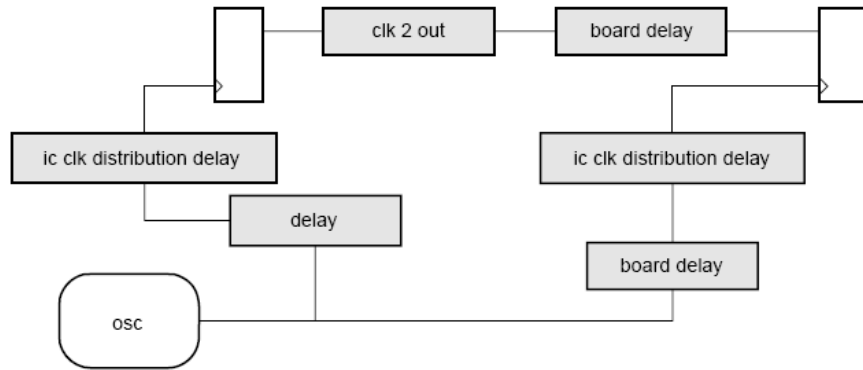 clk 2 out
board delay
ic clk distribution delay
ic clk distribution delay
delay
board delay
osc